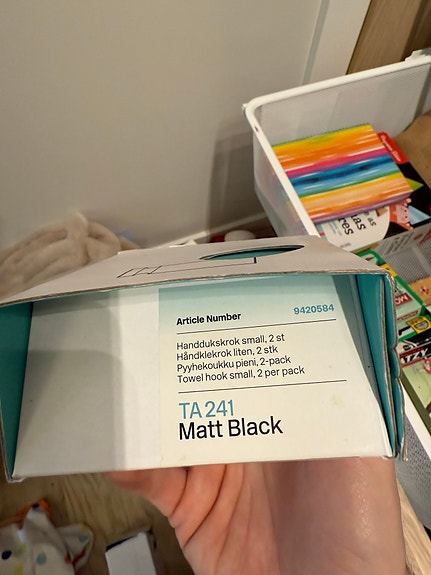 Article Number 9420584
Handdukskrok small, 2 st
Håndklekrok liten, 2 stk
Pyyhekoukku pieni, 2-pack
Towel hook small, 2 per pack
TA 241
Matt Black